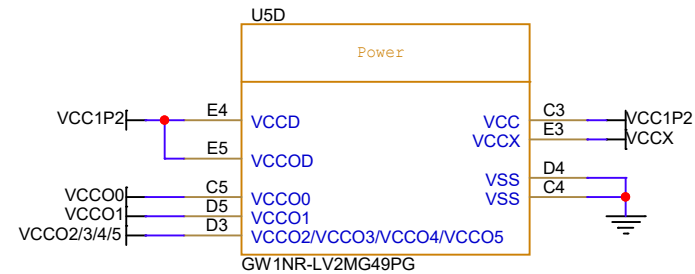 U5D
Power
VCC1P2 E4 VCCD VCC C3 VCC1P2
VCCX E3 VCCX
E5 VCCOD
VSS D4
VCCO0 C5 VCCO0 VSS C4
VCCO1 D5 VCCO1
VCCO2/3/4/5 D3 VCCO2/VCCO3/VCCO4/VCCO5
GW1NR-LV2MG49PG